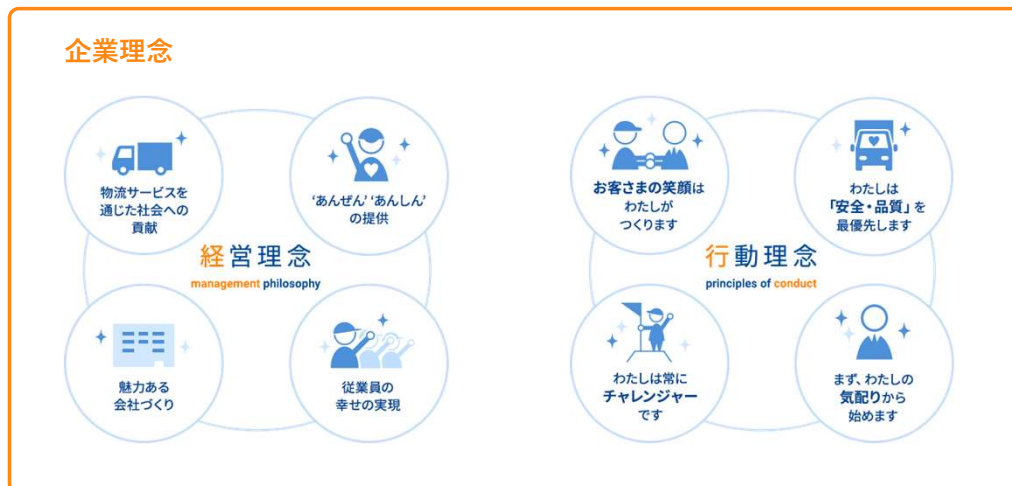 企業理念
物流サービスを
通じた社会への
貢献
‘あんぜん’ ‘あんしん’
の提供
経営理念
management philosophy
魅力ある
会社づくり
従業員の
幸せの実現
お客さまの笑顔は
わたしが
つくります
わたしは
「安全・品質」を
最優先します
行動理念
principles of conduct
わたしは常に
チャレンジャー
です
まず、わたしの
気配りから
始めます